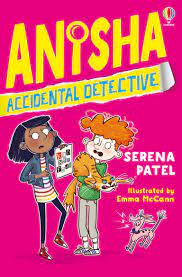 ANISHA
ACCIDENTAL DETECTIVE
SERENA
PATEL
Illustrated by
Emma McCann